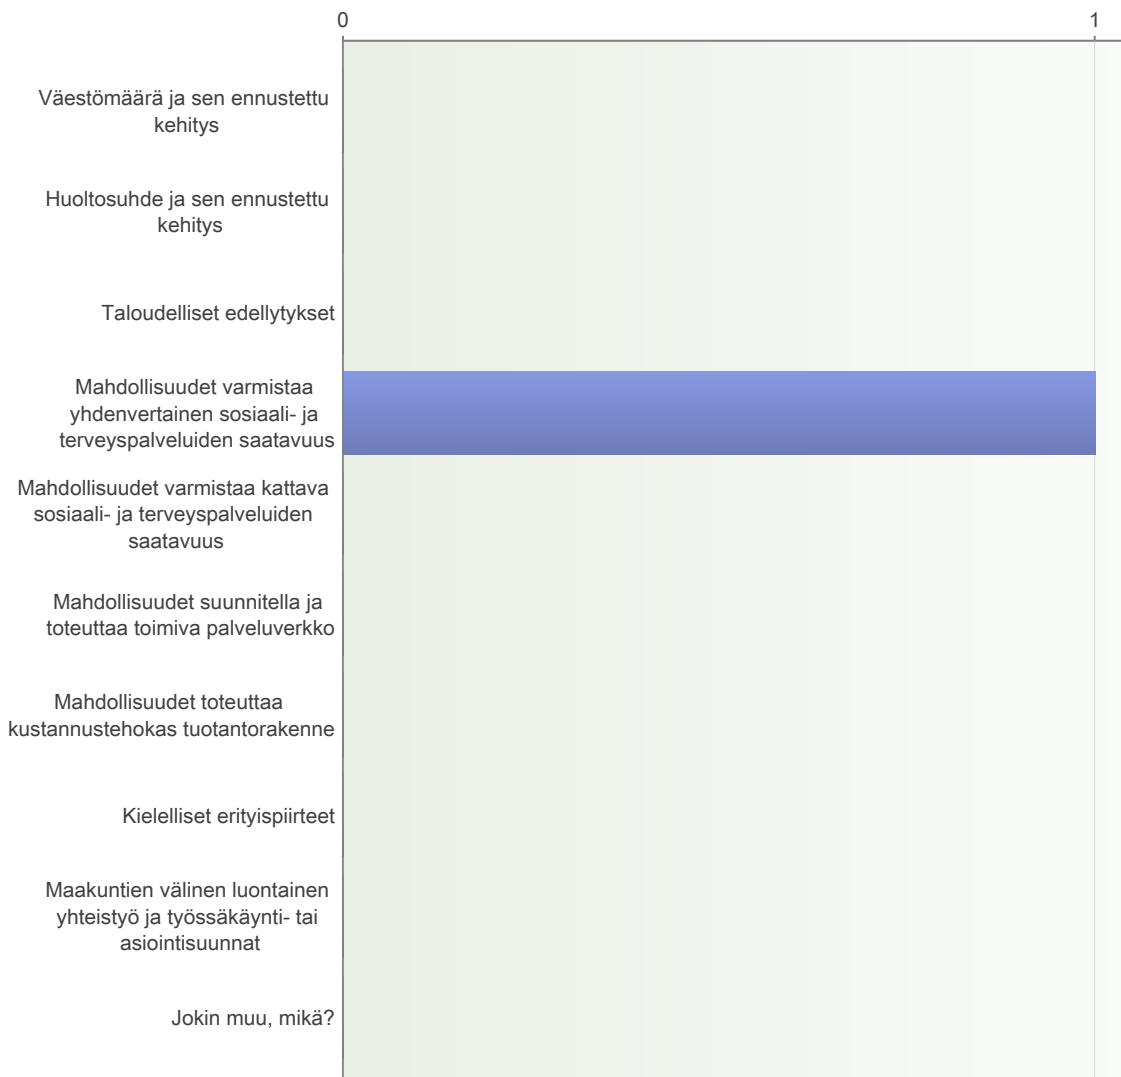 0 1
Väestömäärä ja sen ennustettu
kehitys
Huoltosuhde ja sen ennustettu
kehitys
Taloudelliset edellytykset
Mahdollisuudet varmistaa
yhdenvertainen sosiaali- ja
terveyspalveluiden saatavuus
Mahdollisuudet varmistaa kattava
sosiaali- ja terveyspalveluiden
saatavuus
Mahdollisuudet suunnitella ja
toteuttaa toimiva palveluverkko
Mahdollisuudet toteuttaa
kustannustehokas tuotantorakenne
Kielelliset erityispiirteet
Maakuntien välinen luontainen
yhteistyö ja työssäkäynti- tai
asiointisuunnat
Jokin muu, mikä?